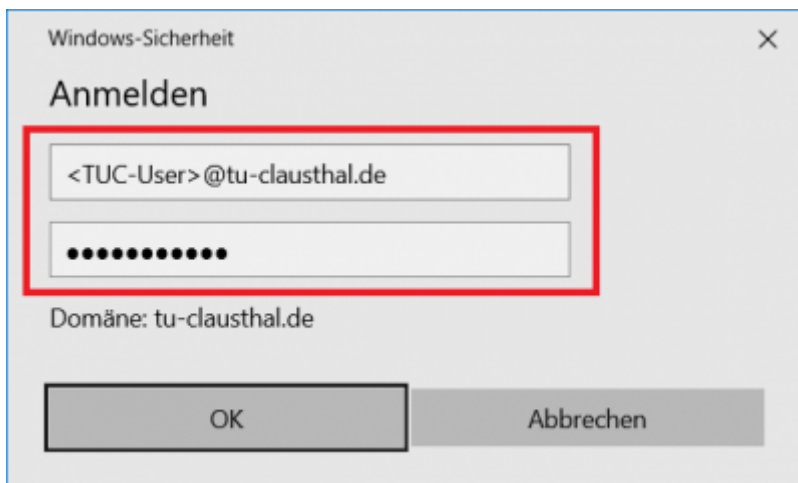 Windows-Sicherheit
Anmelden
<TUC-User>@tu-clausthal.de
●●●●●●●●●●●
Domäne: tu-clausthal.de
OK
Abbrechen